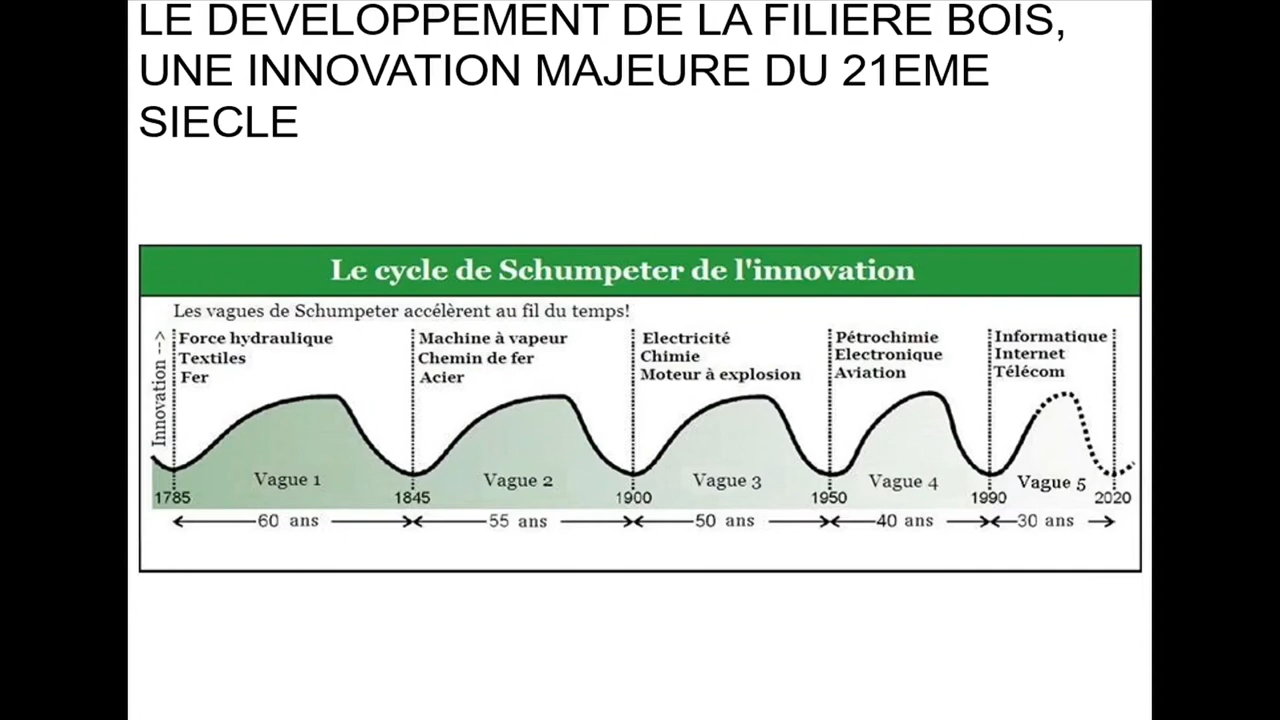 LE DEVELOPPEMENT DE LA FILIERE BOIS,
UNE INNOVATION MAJEURE DU 21EME
SIECLE
Le cycle de Schumpeter de l'innovation
Les vagues de Schumpeter accélèrent au fil du temps!
Innovation -->
Force hydraulique
Textiles
Fer
Machine à vapeur
Chemin de fer
Acier
Electricité
Chimie
Moteur à explosion
Pétrochimie
Electronique
Aviation
Informatique
Internet
Télécom
Vague 1
Vague 2
Vague 3
Vague 4
Vague 5
1785
1845
1900
1950
1990
2020
60 ans
55 ans
50 ans
40 ans
30 ans